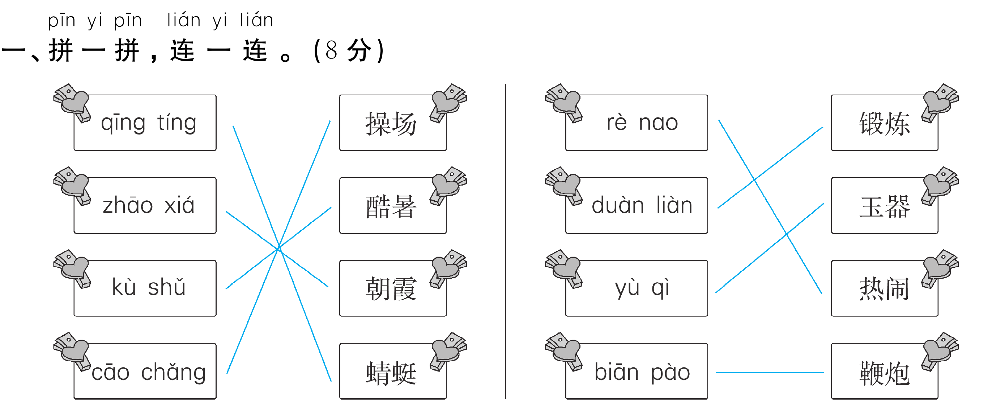 pīn yi pīn lián yi lián
一、拼一拼,连一连。(8分)
qīng tíng 操场 rè nao 锻炼
zhāo xiá 酷暑 duàn liàn 玉器
kù shǔ 朝霞 yù qì 热闹
cāo chǎng 蜻蜓 biān pào 鞭炮